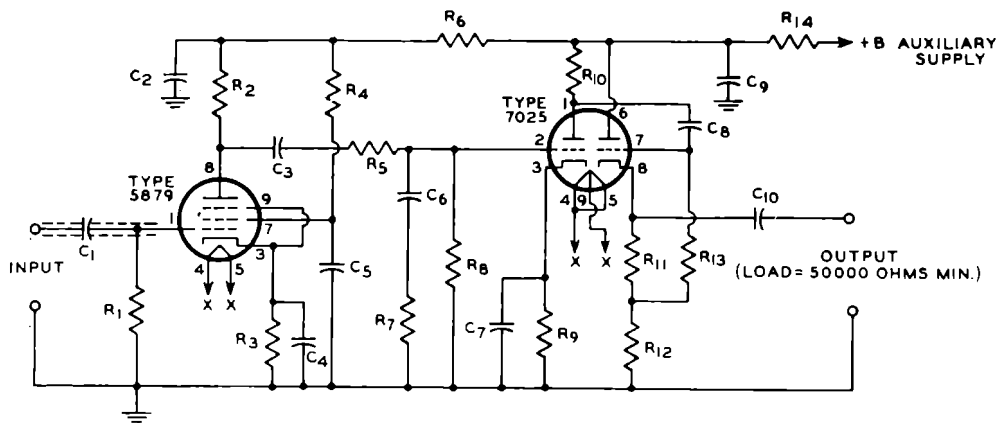 R6
R14
+B AUXILIARY
SUPPLY
C2
R2
R4
R10
C9
TYPE
7025
1
6
C8
2
7
3
8
C3
R5
8
TYPE
5879
1
9
7
3
4
5
X
X
C6
4
9
5
X
X
C10
C1
INPUT
C5
R8
R11
R13
OUTPUT
(LOAD=50000 OHMS MIN.)
R1
R3
C4
R7
C7
R9
R12